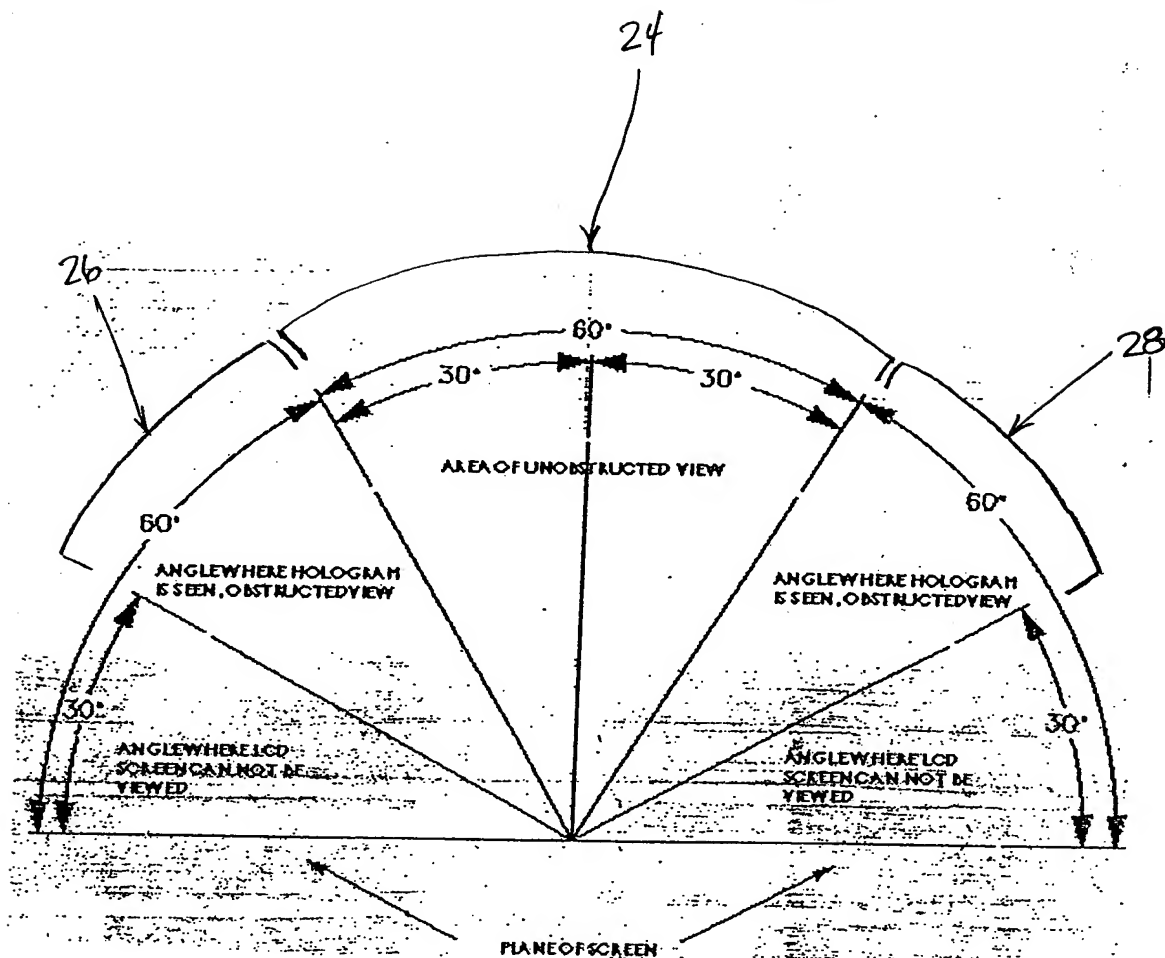 24
26
28
60°
30°
30°
AREA OF UNOBSTRUCTED VIEW
60°
60°
ANGLE WHERE HOLOGRAM
IS SEEN, OBSTRUCTED VIEW
ANGLE WHERE HOLOGRAM
IS SEEN, OBSTRUCTED VIEW
30°
30°
ANGLE WHERE LCD
SCREEN CAN NOT BE
VIEWED
ANGLE WHERE LCD
SCREEN CAN NOT BE
VIEWED
PLANE OF SCREEN